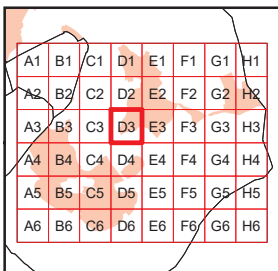 A1 B1 C1 D1 E1 F1 G1 H1
A2 B2 C2 D2 E2 F2 G2 H2
A3 B3 C3 D3 E3 F3 G3 H3
A4 B4 C4 D4 E4 F4 G4 H4
A5 B5 C5 D5 E5 F5 G5 H5
A6 B6 C6 D6 E6 F6 G6 H6